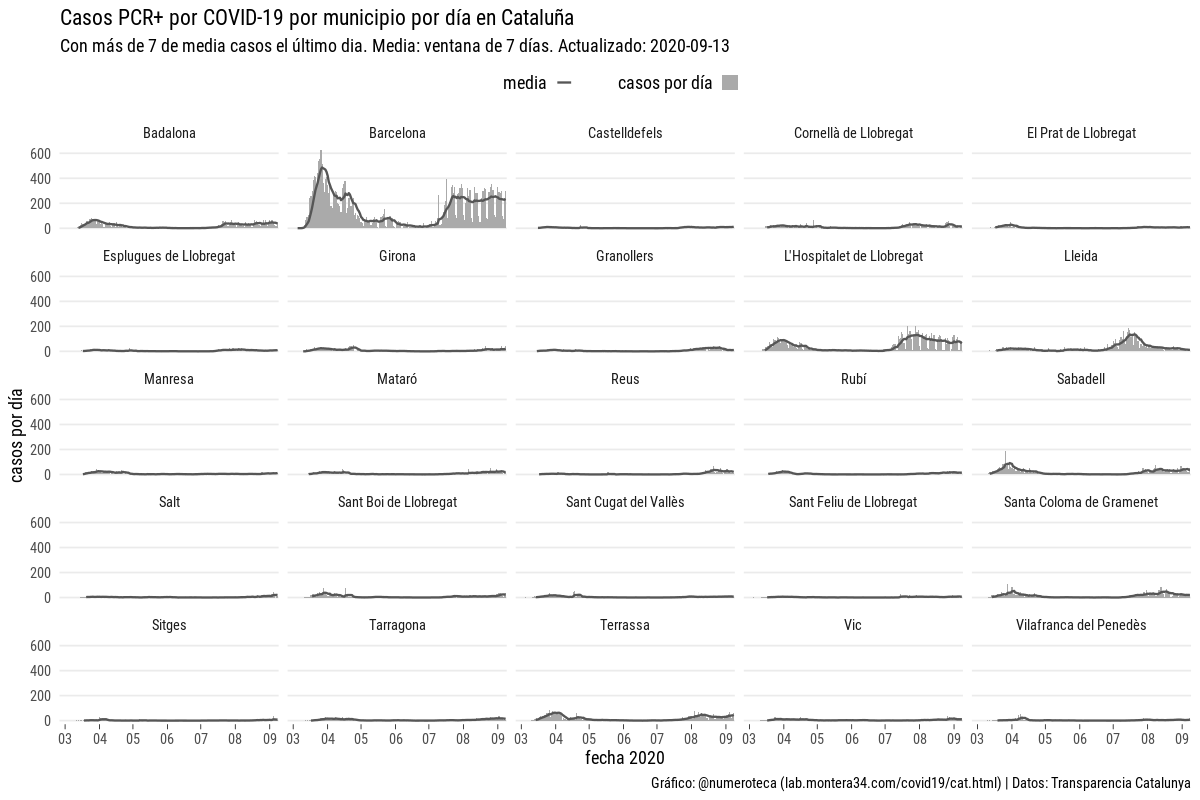 Casos PCR+ por COVID-19 por municipio por día en Cataluña
Con más de 7 de media casos el último dia. Media: ventana de 7 días. Actualizado: 2020-09-13
media casos por día
Badalona Barcelona Castelldefels Cornellà de Llobregat El Prat de Llobregat
600
400
200
0
Esplugues de Llobregat Girona Granollers L'Hospitalet de Llobregat Lleida
600
400
200
0
casos por día
Manresa Mataró Reus Rubí Sabadell
600
400
200
0
Salt Sant Boi de Llobregat Sant Cugat del Vallès Sant Feliu de Llobregat Santa Coloma de Gramenet
600
400
200
0
Sitges Tarragona Terrassa Vic Vilafranca del Penedès
600
400
200
0
03 04 05 06 07 08 09 03 04 05 06 07 08 09 03 04 05 06 07 08 09 03 04 05 06 07 08 09 03 04 05 06 07 08 09
fecha 2020
Gráfico: @numeroteca (lab.montera34.com/covid19/cat.html) | Datos: Transparencia Catalunya